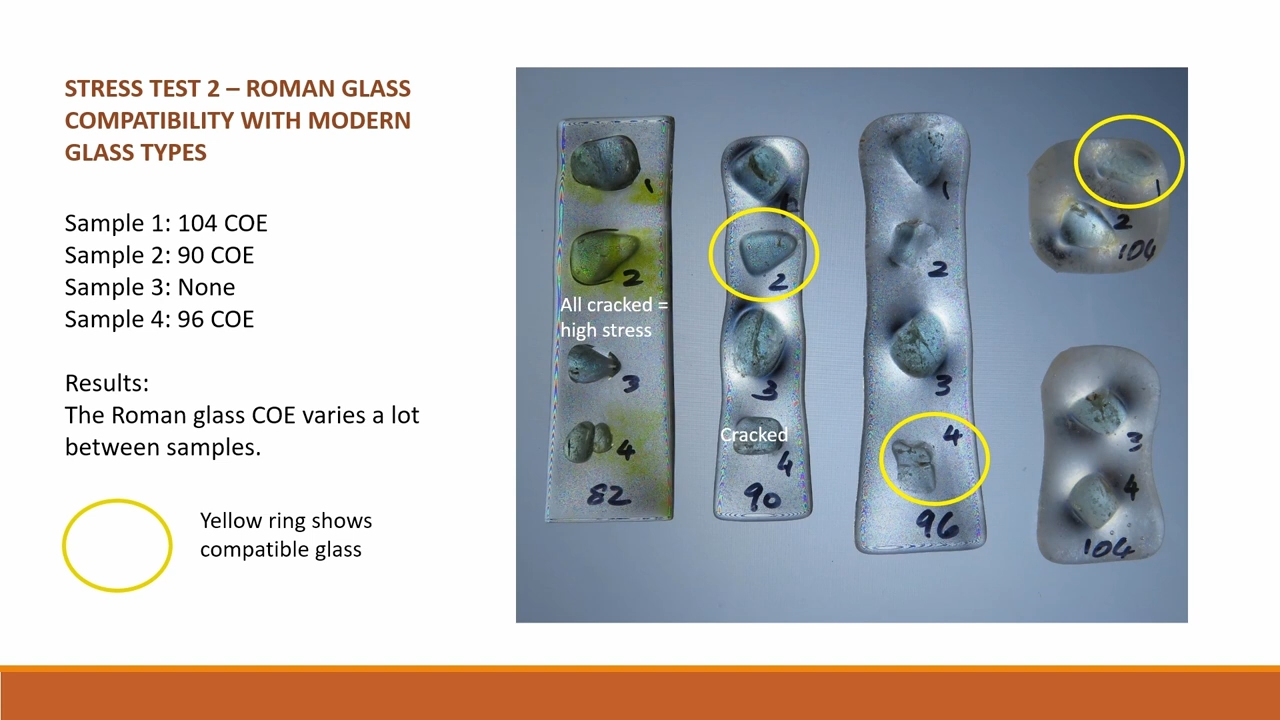 STRESS TEST 2 – ROMAN GLASS
COMPATIBILITY WITH MODERN
GLASS TYPES
Sample 1: 104 COE
Sample 2: 90 COE
Sample 3: None
Sample 4: 96 COE
Results:
The Roman glass COE varies a lot
between samples.
Yellow ring shows
compatible glass
1
2
All cracked =
high stress
3
4
82
1
2
3
Cracked
4
90
1
2
3
4
96
1
2
104
3
4
104